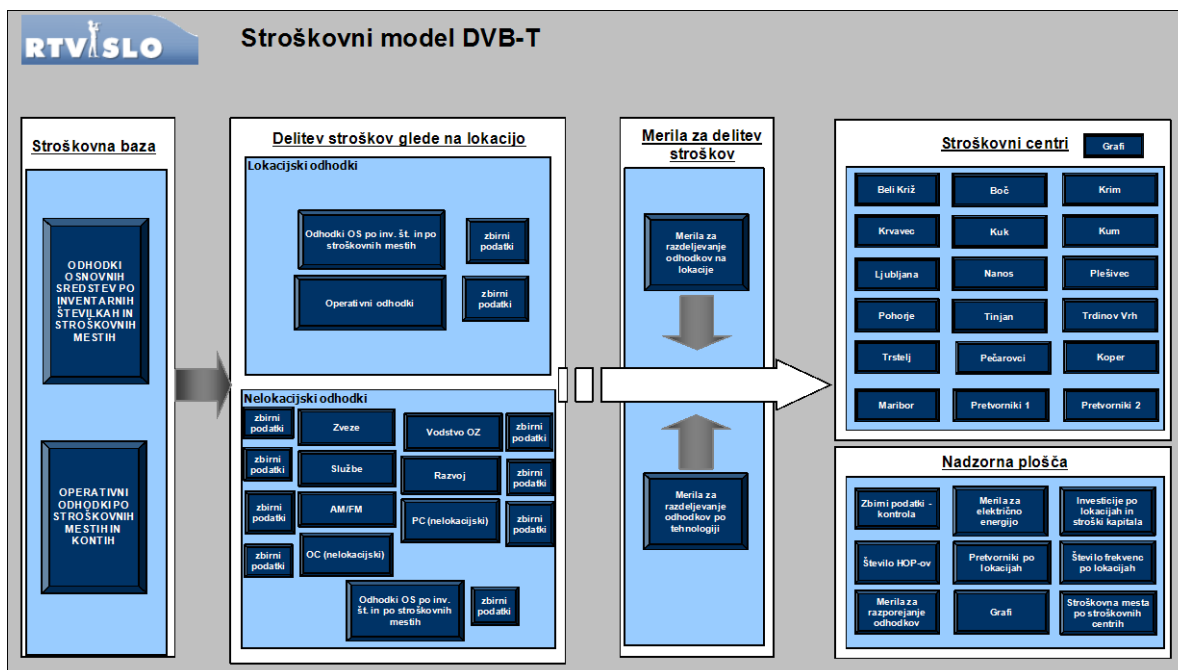 RTVSLO
Stroškovni model DVB-T
Stroškovna baza
ODHODKI
OSNOVNIH
SREDSTEV PO
INVENTARNIH
ŠTEVILKAH IN
STROŠKOVNIH
MESTIH
OPERATIVNI
ODHODKI PO
STROŠKOVNIH
MESTIH IN
KONTIH
Delitev stroškov glede na lokacijo
Lokacijski odhodki
Odhodki OS po inv. št. in po
stroškovnih mestih
zbirni
podatki
Operativni odhodki
zbirni
podatki
Nelokacijski odhodki
zbirni
podatki
Zveze
Vodstvo OZ
zbirni
podatki
zbirni
podatki
Službe
Razvoj
zbirni
podatki
zbirni
podatki
AM/FM
PC (nelokacijski)
zbirni
podatki
zbirni
podatki
OC (nelokacijski)
Odhodki OS po inv.
št. in po stroškovnih
mestih
zbirni
podatki
Merila za delitev
stroškov
Merila za
razdeljevanje
odhodkov na
lokacije
Merila za
razdeljevanje
odhodkov po
tehnologiji
Stroškovni centri
Grafi
Beli Križ
Boč
Krim
Krvavec
Kuk
Kum
Ljubljana
Nanos
Plešivec
Pohorje
Tinjan
Trdinov Vrh
Trstelj
Pečarovci
Koper
Maribor
Pretvorniki 1
Pretvorniki 2
Nadzorna plošča
Zbirni podatki -
kontrola
Merila za
električno
energijo
Investicije po
lokacijah in
stroški kapitala
Število HOP-ov
Pretvorniki po
lokacijah
Število frekvenc
po lokacijah
Merila za
razporejanje
odhodkov
Grafi
Stroškovna mesta
po stroškovnih
centrih